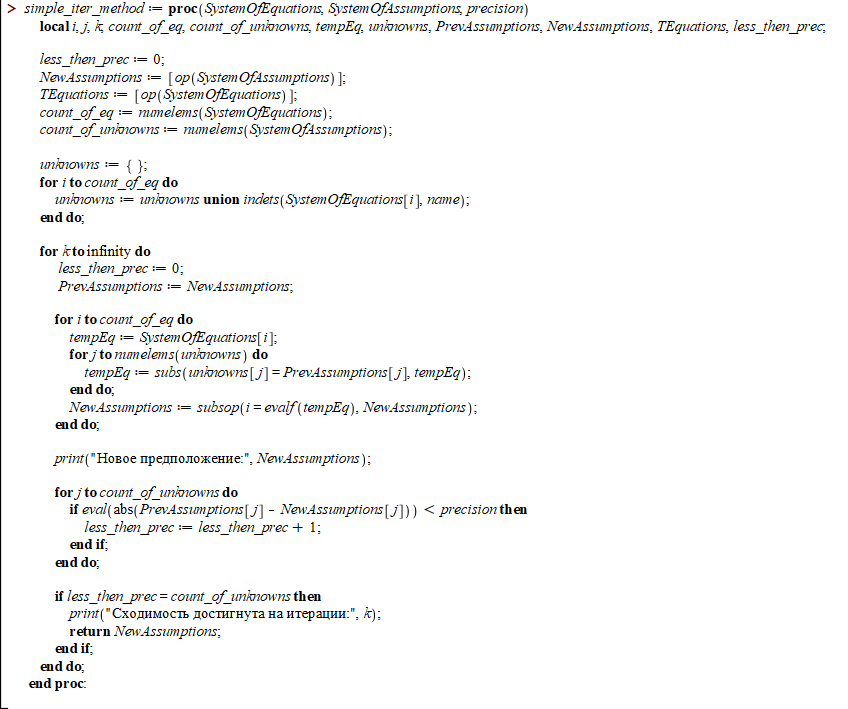 > simple_iter_method := proc(SystemOfEquations, SystemOfAssumptions, precision)
local i, j, k, count_of_eq, count_of_unknowns, tempEq, unknowns, PrevAssumptions, NewAssumptions, TEquations, less_then_prec;
less_then_prec := 0;
NewAssumptions := [op(SystemOfAssumptions)];
TEquations := [op(SystemOfEquations)];
count_of_eq := numelems(SystemOfEquations);
count_of_unknowns := numelems(SystemOfAssumptions);
unknowns := { };
for i to count_of_eq do
unknowns := unknowns union indets(SystemOfEquations[i], name);
end do;
for k to infinity do
less_then_prec := 0;
PrevAssumptions := NewAssumptions;
for i to count_of_eq do
tempEq := SystemOfEquations[i];
for j to numelems(unknowns) do
tempEq := subs(unknowns[j] = PrevAssumptions[j], tempEq);
end do;
NewAssumptions := subsop(i = evalf(tempEq), NewAssumptions);
end do;
print("Новое предположение:", NewAssumptions);
for j to count_of_unknowns do
if eval(abs(PrevAssumptions[j] - NewAssumptions[j])) < precision then
less_then_prec := less_then_prec + 1;
end if;
end do;
if less_then_prec = count_of_unknowns then
print("Сходимость достигнута на итерации:", k);
return NewAssumptions;
end if;
end do;
end proc: